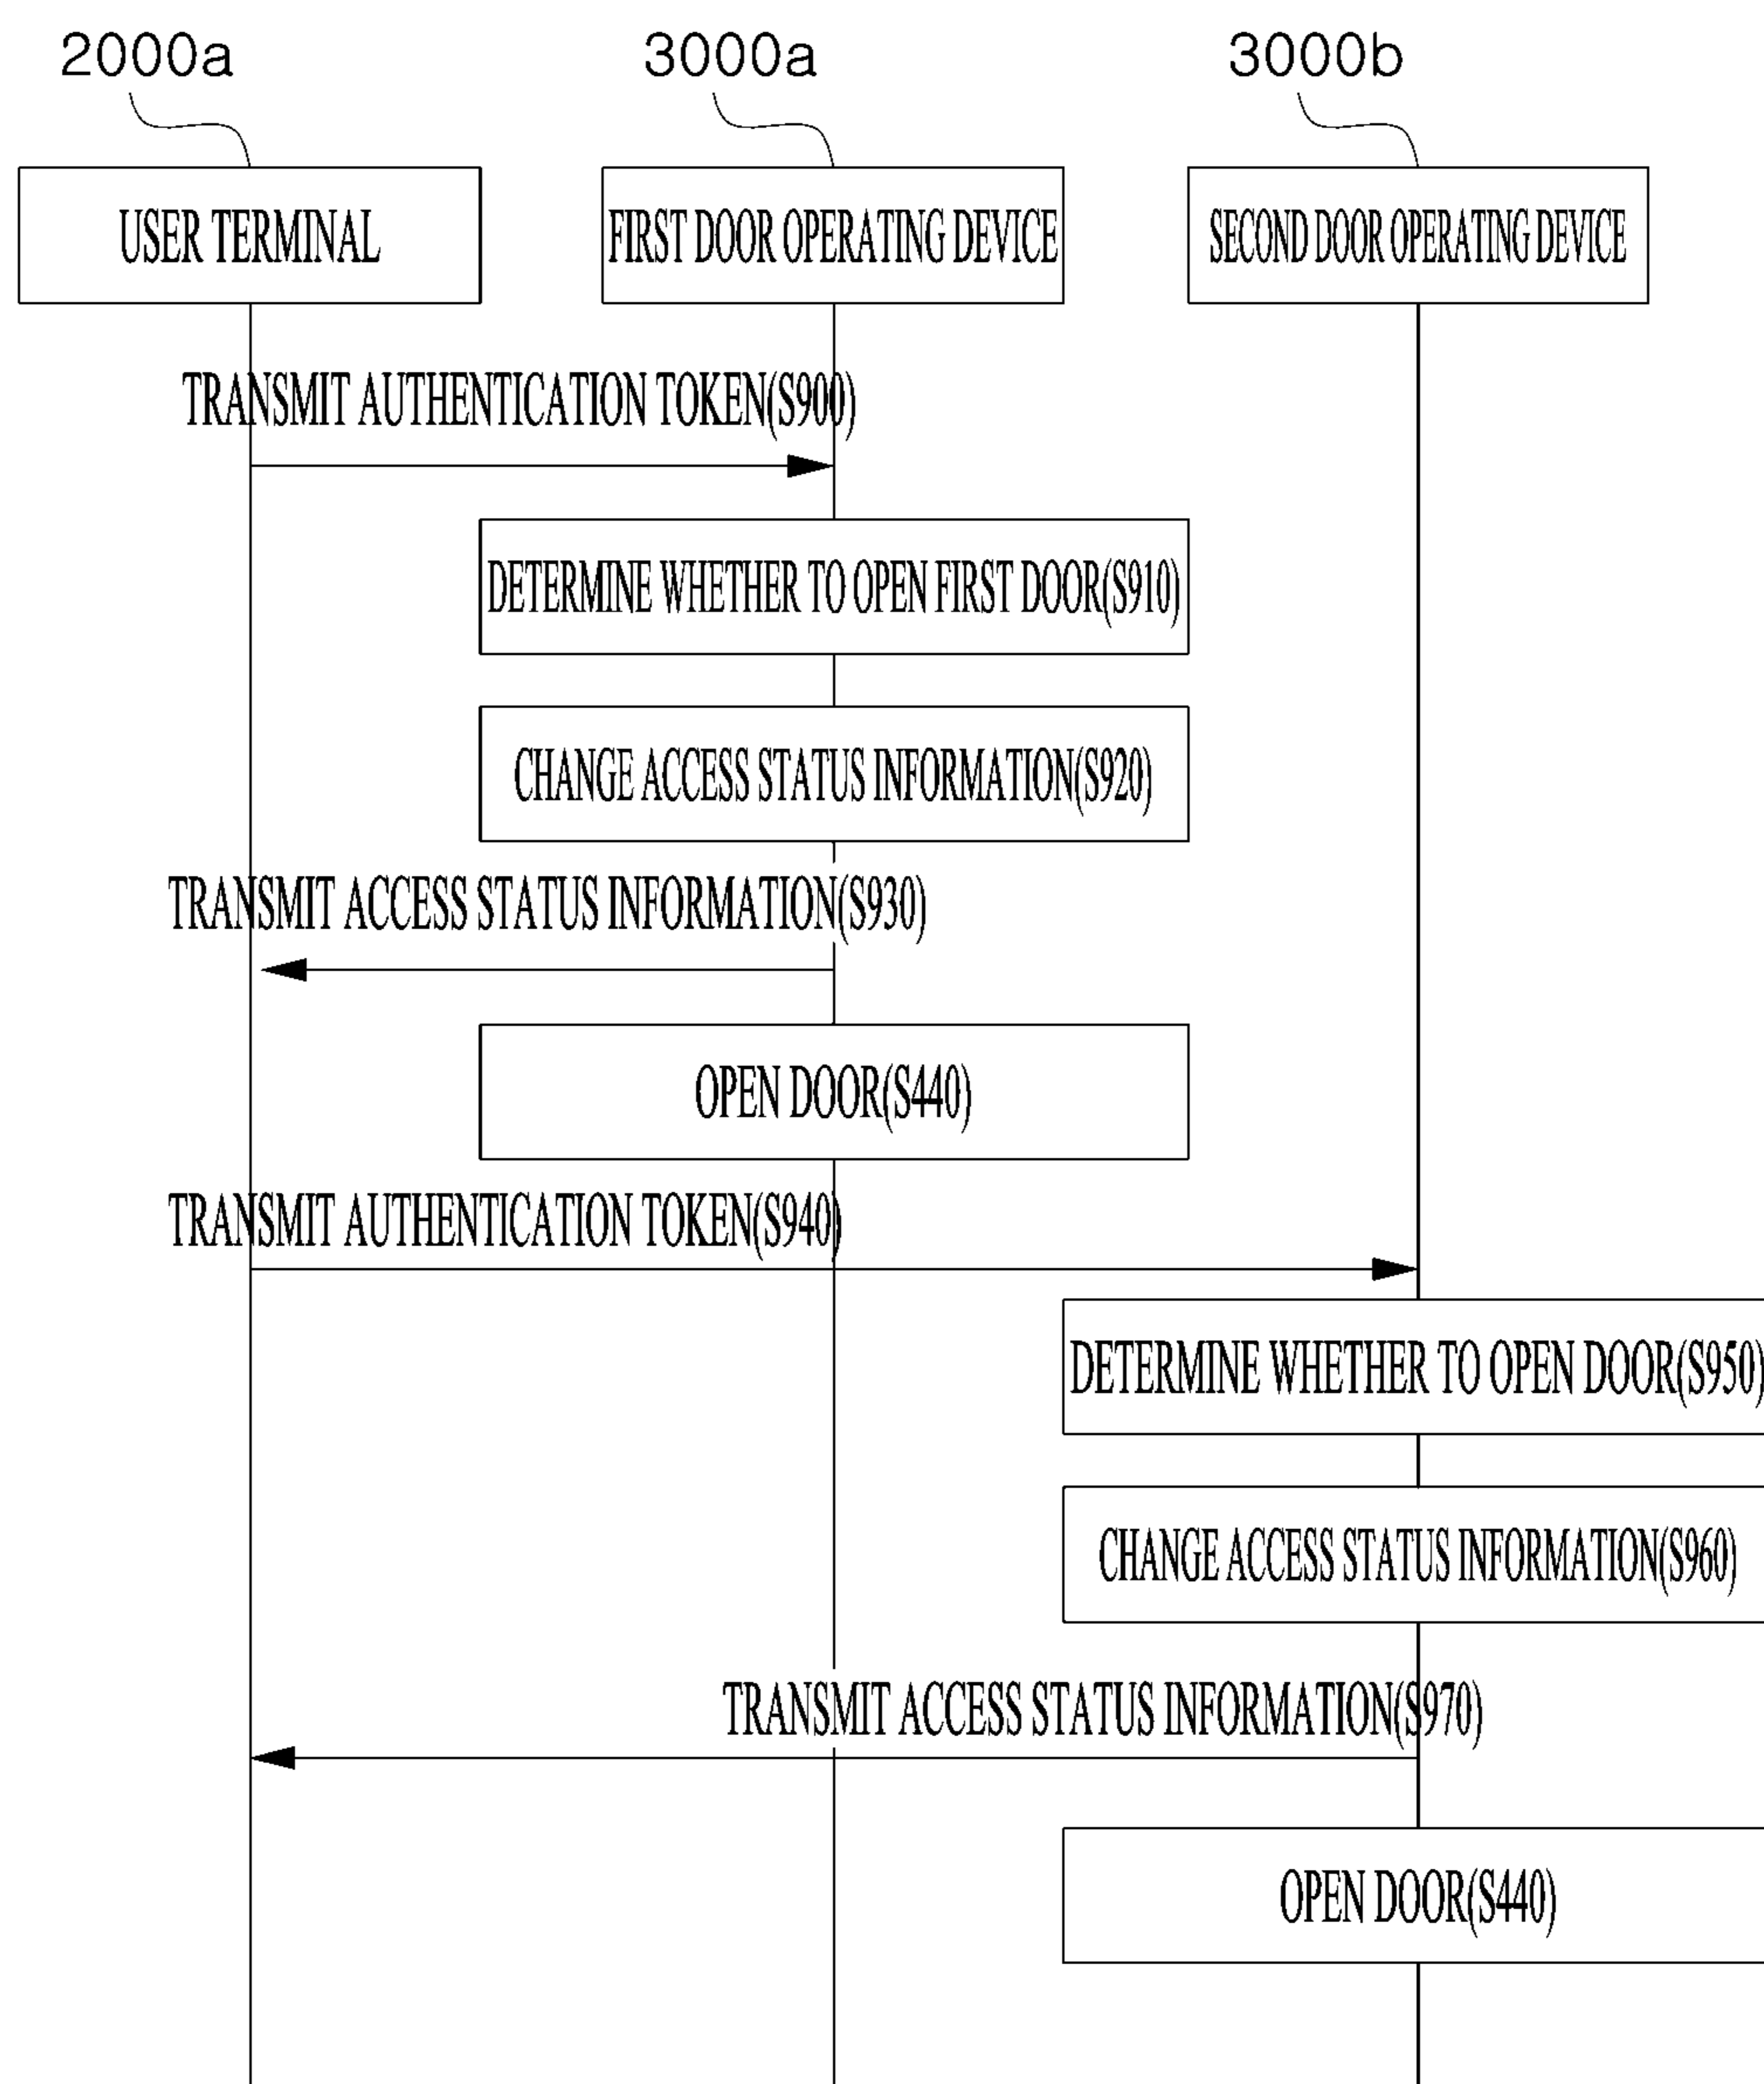 2000a
3000a
3000b
USER TERMINAL
FIRST DOOR OPERATING DEVICE
SECOND DOOR OPERATING DEVICE
TRANSMIT AUTHENTICATION TOKEN(S900)
DETERMINE WHETHER TO OPEN FIRST DOOR(S910)
CHANGE ACCESS STATUS INFORMATION(S920)
TRANSMIT ACCESS STATUS INFORMATION(S930)
OPEN DOOR(S440)
TRANSMIT AUTHENTICATION TOKEN(S940)
DETERMINE WHETHER TO OPEN DOOR(S950)
CHANGE ACCESS STATUS INFORMATION(S960)
TRANSMIT ACCESS STATUS INFORMATION(S970)
OPEN DOOR(S440)